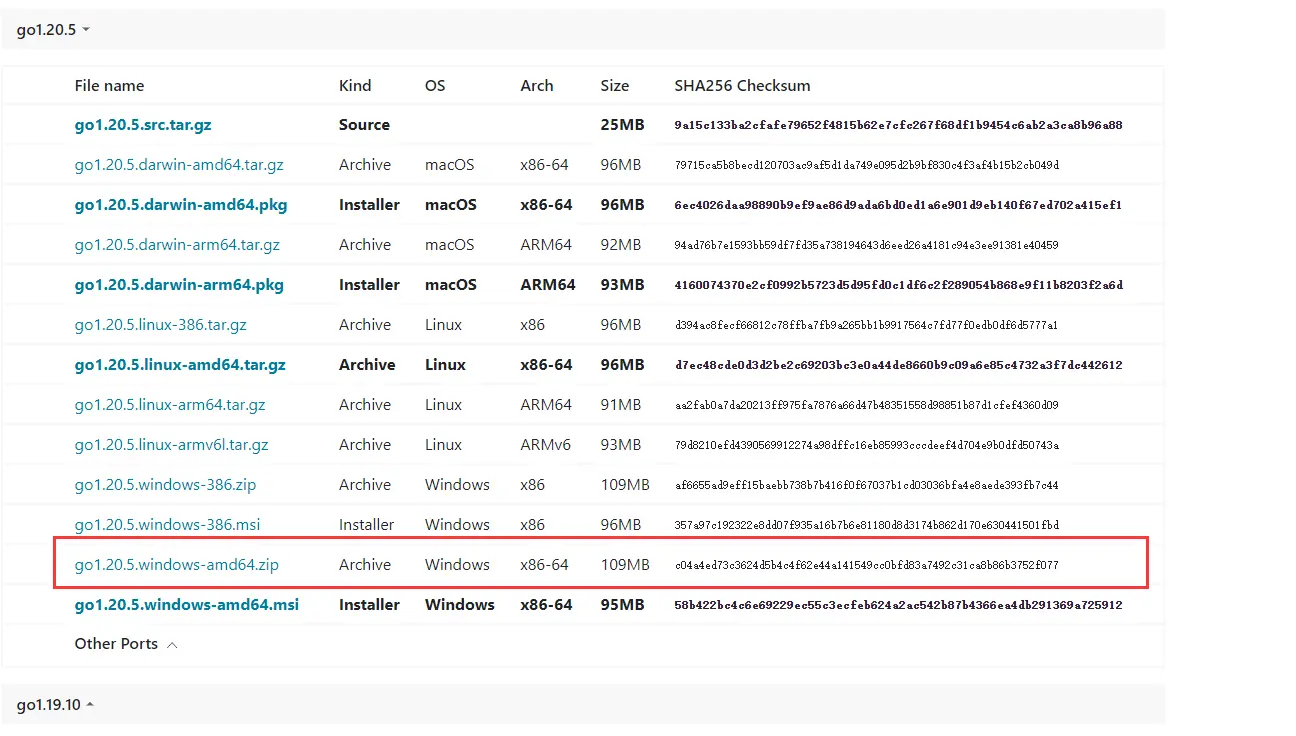 go1.20.5
File name Kind OS Arch Size SHA256 Checksum
go1.20.5.src.tar.gz Source 25MB 9a15c133ba2cfafe79652f4815b62e7cfc267f68df1b9454c6ab2a3ca8b96a88
go1.20.5.darwin-amd64.tar.gz Archive macOS x86-64 96MB 79715ca5b8becd120703ac9af5d1da749e095d2b9bf830c4f3af4b15b2cb049d
go1.20.5.darwin-amd64.pkg Installer macOS x86-64 96MB 6ec4026daa98890b9ef9ae86d9ada6bd0ed1a6e901d9eb140f67ed702a415ef1
go1.20.5.darwin-arm64.tar.gz Archive macOS ARM64 92MB 94ad76b7e1593bb59df7fd35a738194643d6eed26a4181c94e3ee91381e40459
go1.20.5.darwin-arm64.pkg Installer macOS ARM64 93MB 4160074370e2cf0992b5723d5d95fd0c1df6c2f289054b868e9f11b8203f2a6d
go1.20.5.linux-386.tar.gz Archive Linux x86 96MB d394ac8fecf66812c78ffba7fb9a265bb1b9917564c7fd77f0edb0df6d5777a1
go1.20.5.linux-amd64.tar.gz Archive Linux x86-64 96MB d7ec48cde0d3d2be2c69203bc3e0a44de8660b9c09a6e85c4732a3f7dc442612
go1.20.5.linux-arm64.tar.gz Archive Linux ARM64 91MB aa2fab0a7da20213ff975fa7876a66d47b48351558d98851b87d1cfef4360d09
go1.20.5.linux-armv6l.tar.gz Archive Linux ARMv6 93MB 79d8210efd4390569912274a98dffc16eb85993cccdeef4d704e9b0dfd50743a
go1.20.5.windows-386.zip Archive Windows x86 109MB af6655ad9eff15baebb738b7b416f0f67037b1cd03036bfa4e8aede393fb7c44
go1.20.5.windows-386.msi Installer Windows x86 96MB 357a97c192322e8dd07f935a16b7b6e81180d8d3174b862d170e630441501fbd
go1.20.5.windows-amd64.zip Archive Windows x86-64 109MB c04a4ed73c3624d5b4c4f62e44a141549cc0bfd83a7492c31ca8b86b3752f077
go1.20.5.windows-amd64.msi Installer Windows x86-64 95MB 58b422bc4c6e69229ec55c3ecfeb624a2ac542b87b4366ea4db291369a725912
Other Ports
go1.19.10